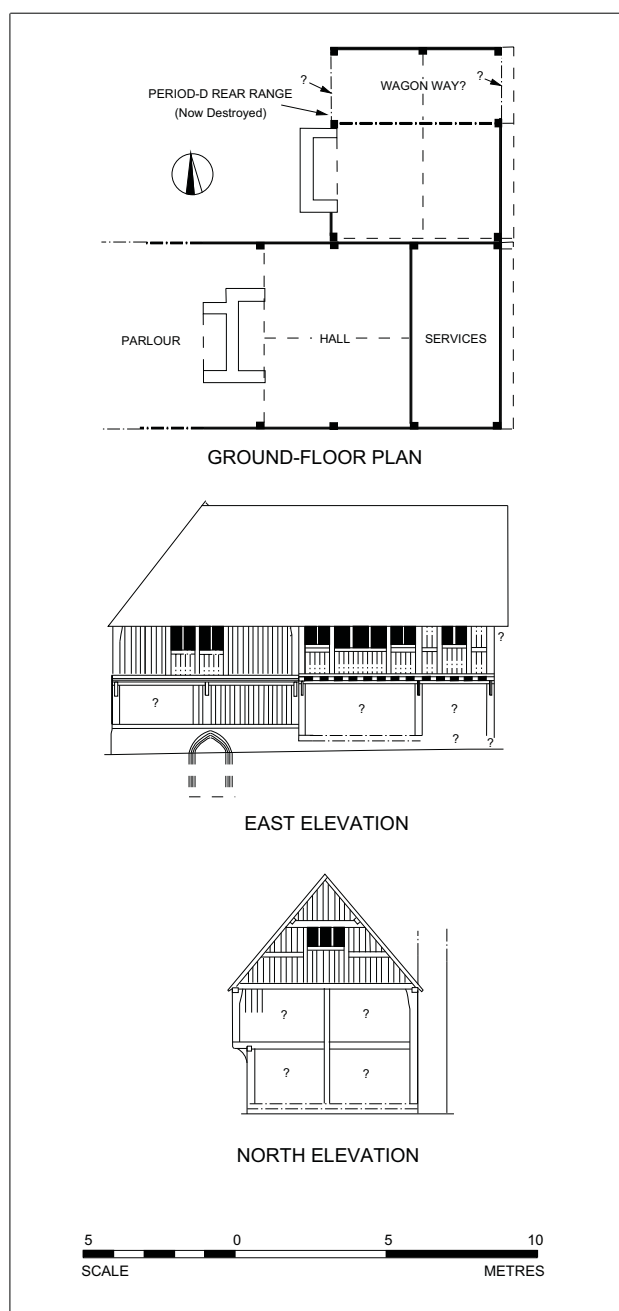 ?
?
WAGON WAY?
PERIOD-D REAR RANGE
(Now Destroyed)
PARLOUR
HALL
SERVICES
GROUND-FLOOR PLAN
?
?
?
?
?
?
EAST ELEVATION
?
?
?
?
NORTH ELEVATION
5 0 5 10
SCALE METRES